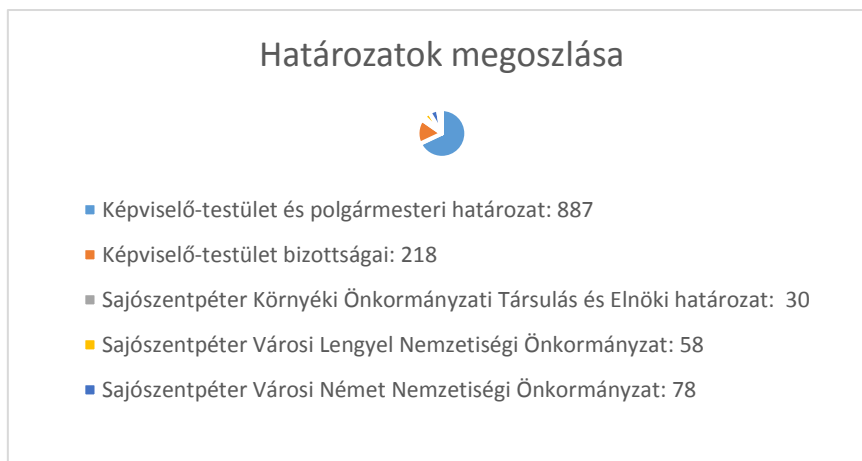 Határozatok megoszlása
Képviselő-testület és polgármesteri határozat: 887
Képviselő-testület bizottságai: 218
Sajószentpéter Környéki Önkormányzati Társulás és Elnöki határozat:  30
Sajószentpéter Városi Lengyel Nemzetiségi Önkormányzat: 58
Sajószentpéter Városi Német Nemzetiségi Önkormányzat: 78